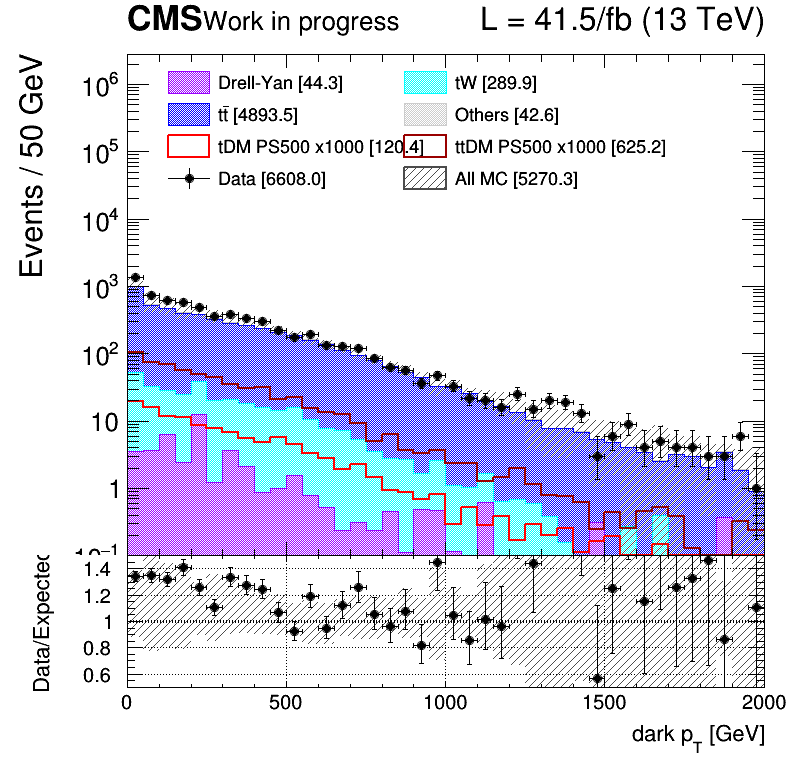 CMS Work in progress L = 41.5/fb (13 TeV)
Events / 50 GeV
Drell-Yan [44.3] tW [289.9]
tt̄ [4893.5] Others [42.6]
tDM PS500 x1000 [120.4] ttDM PS500 x1000 [625.2]
Data [6608.0] All MC [5270.3]
10⁶
10⁵
10⁴
10³
10²
10
1
10⁻¹
Data/Expected
1.4
1.2
1
0.8
0.6
0 500 1000 1500 2000
dark p_T [GeV]